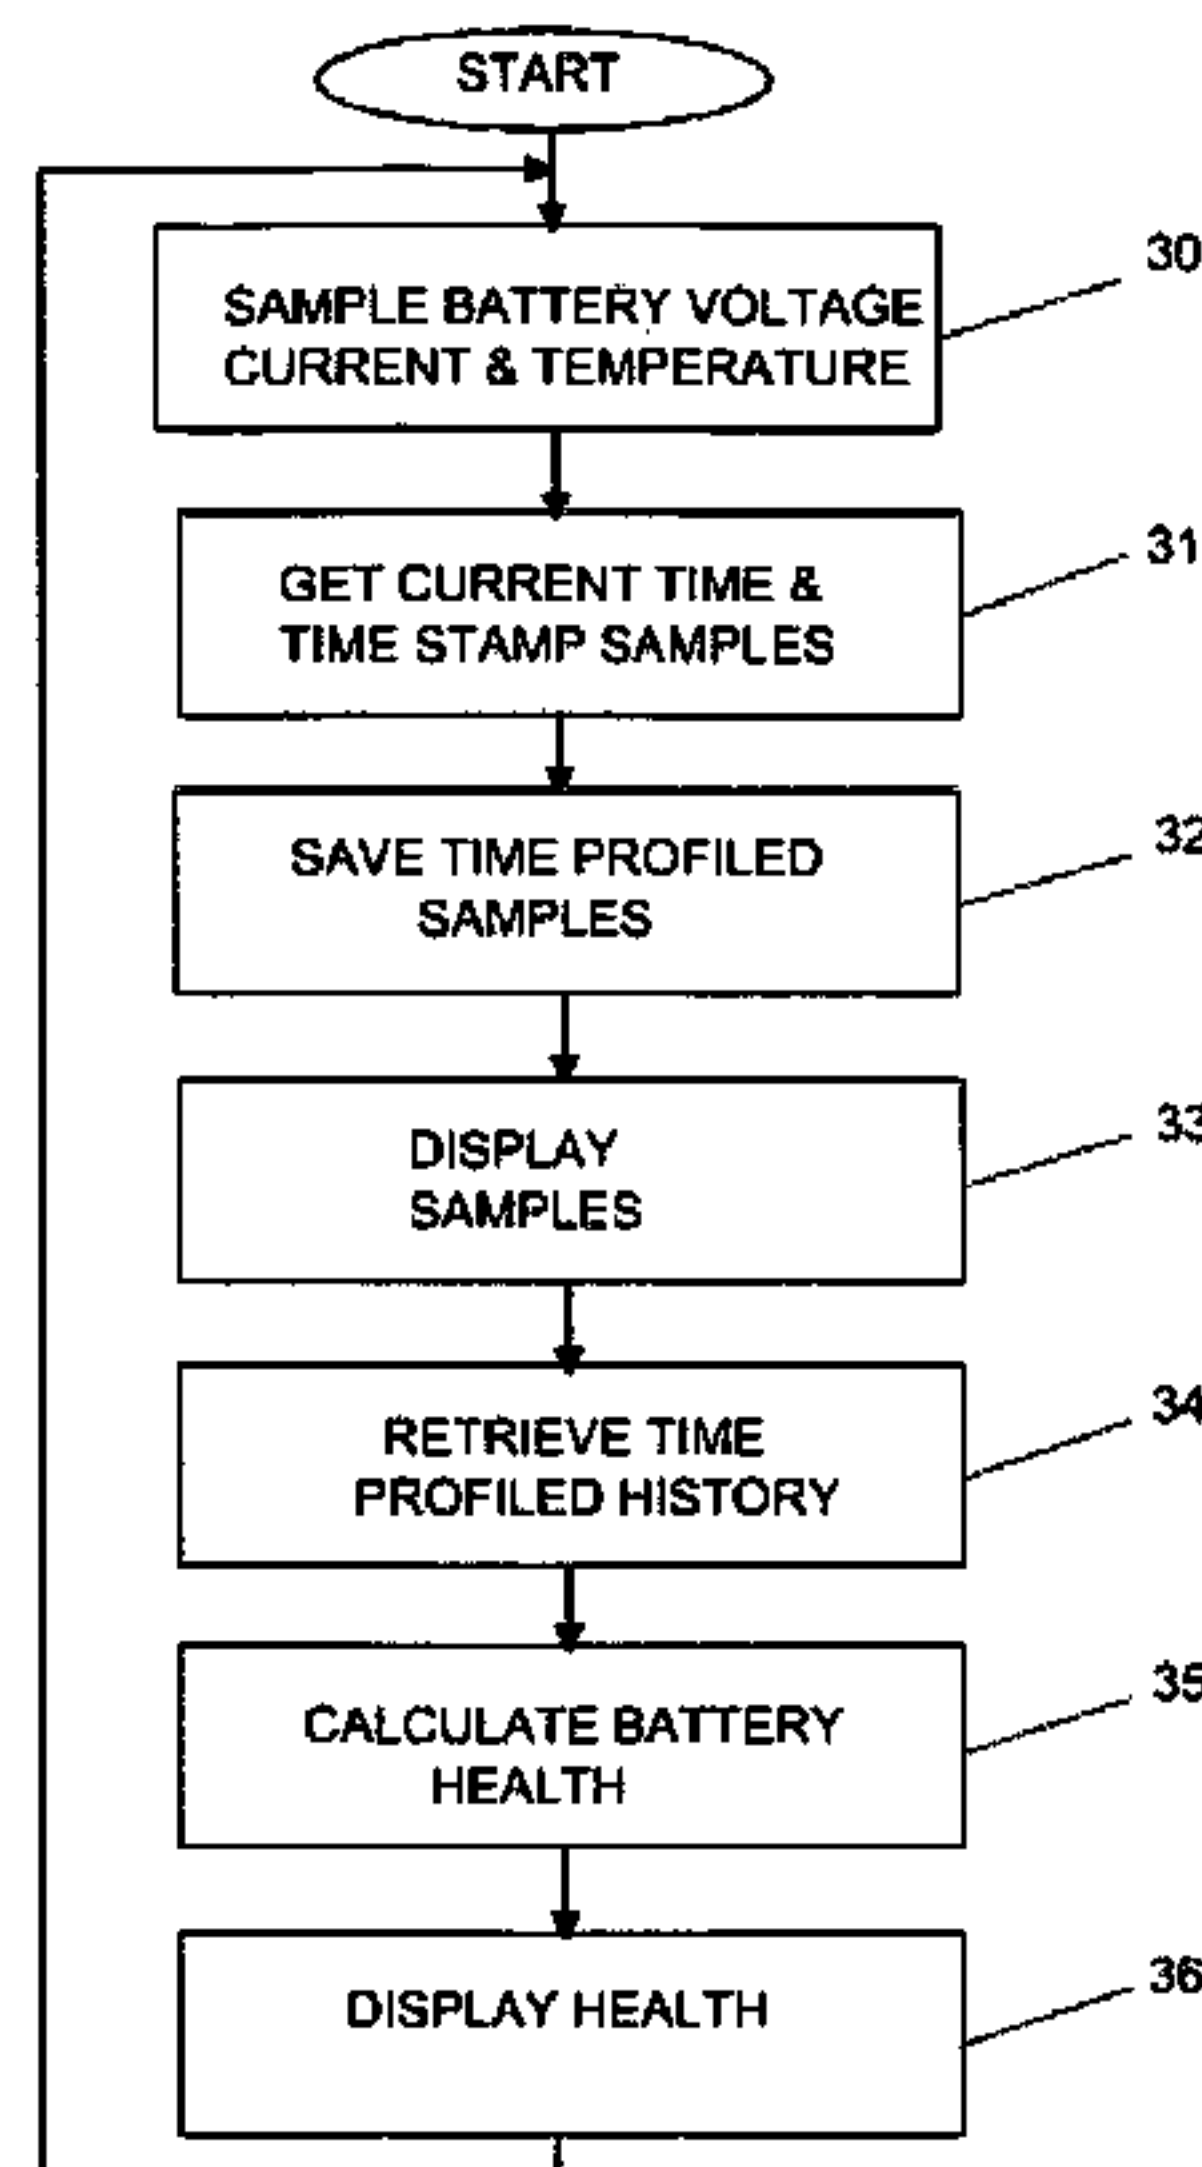 START
SAMPLE BATTERY VOLTAGE
CURRENT & TEMPERATURE
30
GET CURRENT TIME &
TIME STAMP SAMPLES
31
SAVE TIME PROFILED
SAMPLES
32
DISPLAY
SAMPLES
33
RETRIEVE TIME
PROFILED HISTORY
34
CALCULATE BATTERY
HEALTH
35
DISPLAY HEALTH
36